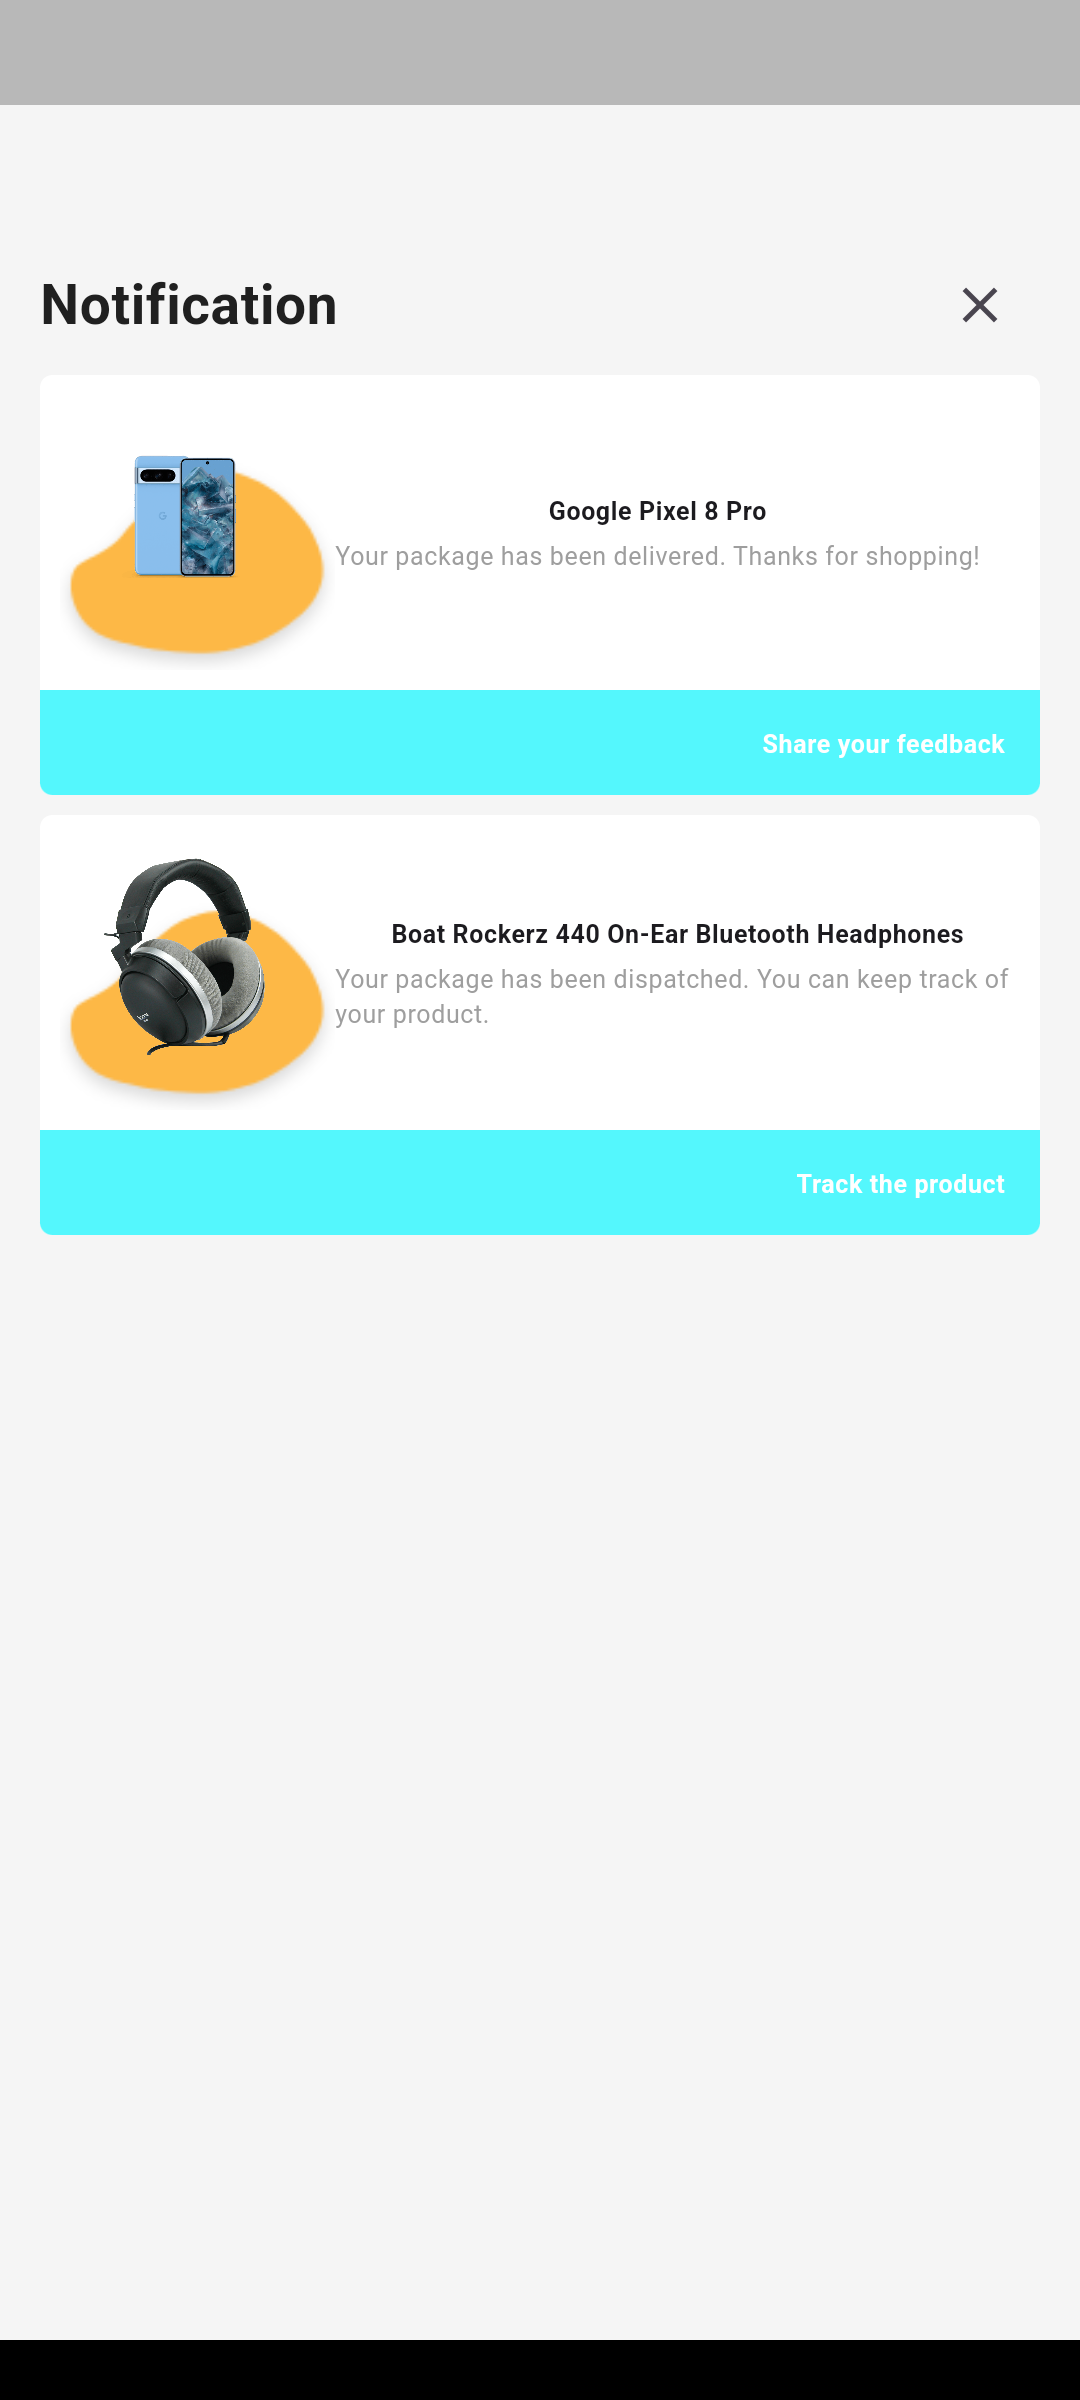 Notification
Google Pixel 8 Pro
Your package has been delivered. Thanks for shopping!
Share your feedback
Boat Rockerz 440 On-Ear Bluetooth Headphones
Your package has been dispatched. You can keep track of
your product.
Track the product